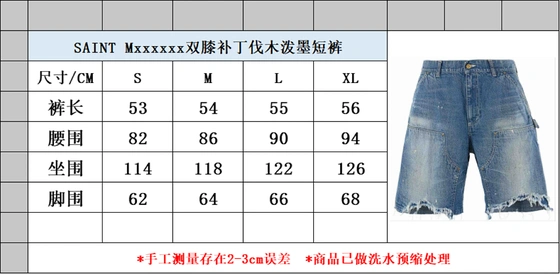 SAINT Mxxxxxx双膝补丁伐木泼墨短裤
尺寸/CM S M L XL
裤长 53 54 55 56
腰围 82 86 90 94
坐围 114 118 122 126
脚围 62 64 66 68
*手工测量存在2-3cm误差 *商品已做洗水预缩处理